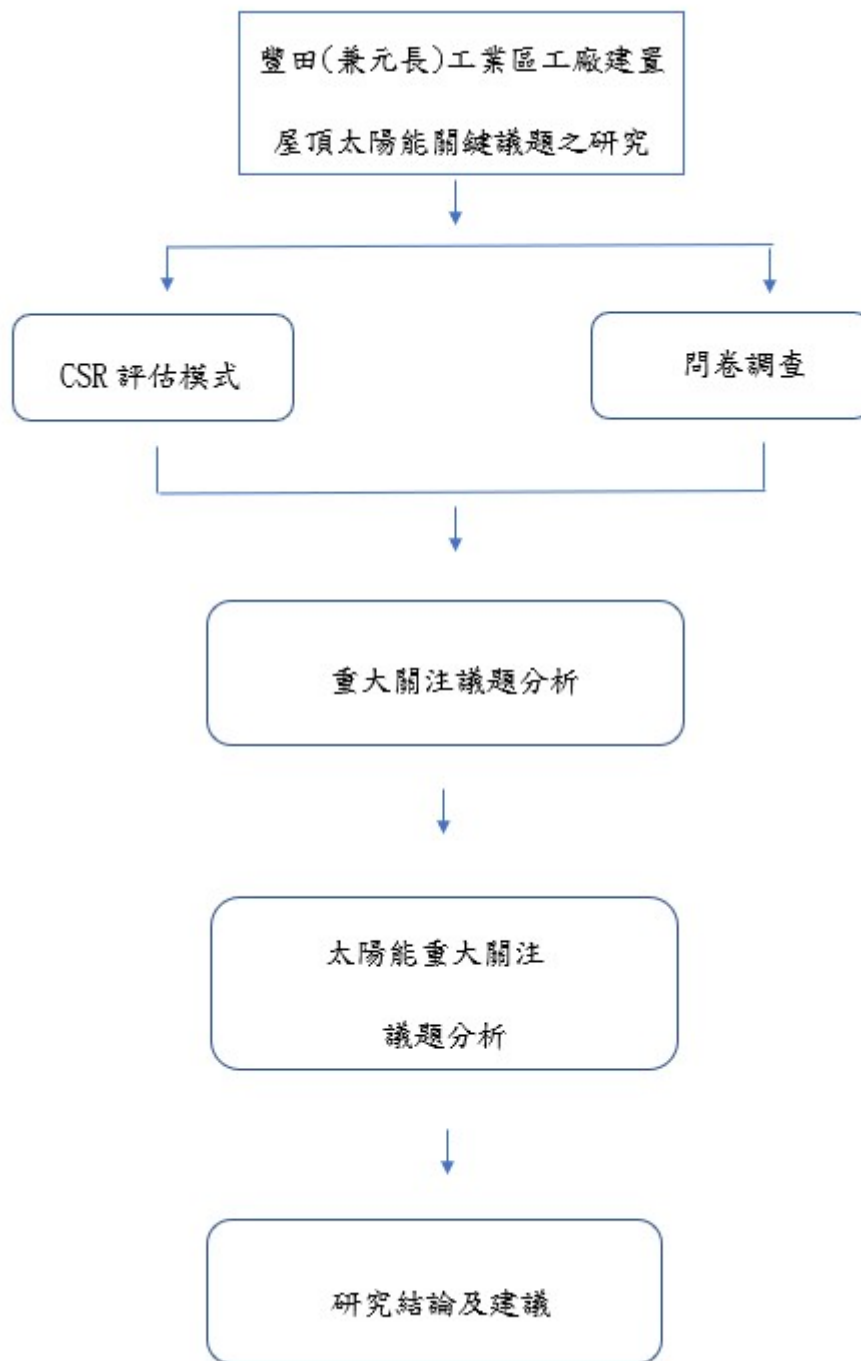 豐田(兼元長)工業區工廠建置
屋頂太陽能關鍵議題之研究
CSR 評估模式
問卷調查
重大關注議題分析
太陽能重大關注
議題分析
研究結論及建議